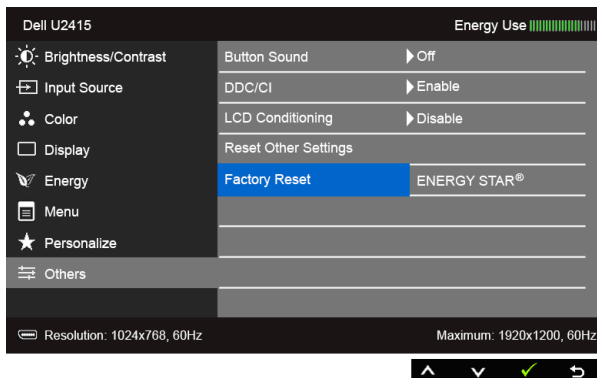 Dell U2415 Energy Use
Brightness/Contrast Button Sound Off
Input Source DDC/CI Enable
Color LCD Conditioning Disable
Display Reset Other Settings
Energy Factory Reset ENERGY STAR®
Menu
Personalize
Others
Resolution: 1024x768, 60Hz Maximum: 1920x1200, 60Hz